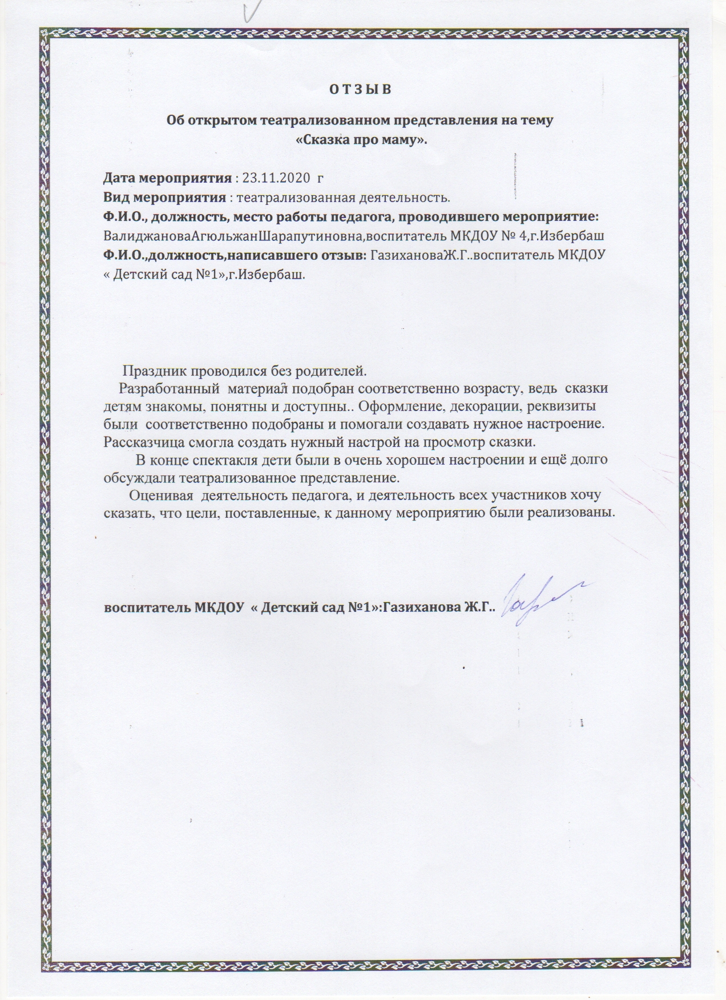 О Т З Ы В
Об открытом театрализованном представления на тему
«Сказка про маму».
Дата мероприятия : 23.11.2020  г
Вид мероприятия : театрализованная деятельность.
Ф.И.О., должность, место работы педагога, проводившего мероприятие:
ВалиджановаАгюльжанШарапутиновна,воспитатель МКДОУ № 4,г.Избербаш
Ф.И.О.,должность,написавшего отзыв: ГазихановаЖ.Г..воспитатель МКДОУ
« Детский сад №1»,г.Избербаш.
Праздник проводился без родителей.
Разработанный  материал подобран соответственно возрасту, ведь  сказки
детям знакомы, понятны и доступны.. Оформление, декорации, реквизиты
были  соответственно подобраны и помогали создавать нужное настроение.
Рассказчица смогла создать нужный настрой на просмотр сказки.
В конце спектакля дети были в очень хорошем настроении и ещё долго
обсуждали театрализованное представление.
Оценивая  деятельность педагога, и деятельность всех участников хочу
сказать, что цели, поставленные, к данному мероприятию были реализованы.
воспитатель МКДОУ  « Детский сад №1»:Газиханова Ж.Г..